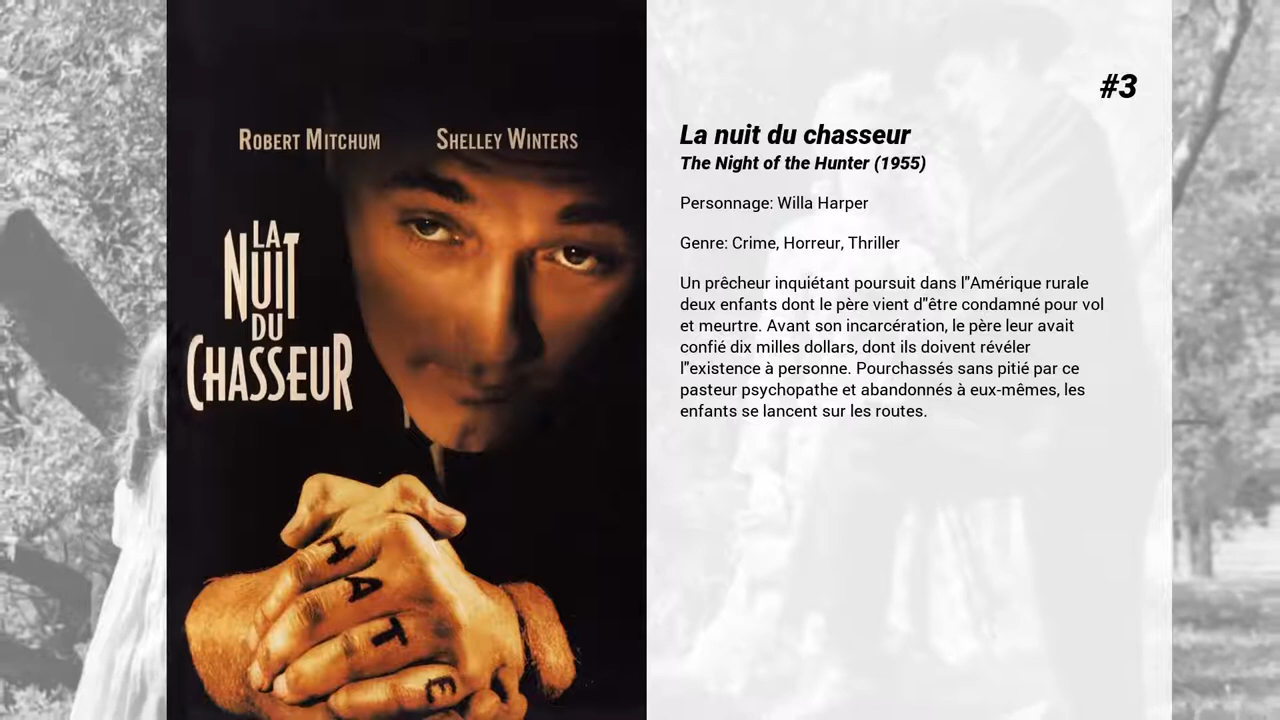 ROBERT MITCHUM SHELLEY WINTERS
LA
NUIT
DU
CHASSEUR
HATE
#3
La nuit du chasseur
The Night of the Hunter (1955)
Personnage: Willa Harper
Genre: Crime, Horreur, Thriller
Un prêcheur inquiétant poursuit dans l"Amérique rurale
deux enfants dont le père vient d"être condamné pour vol
et meurtre. Avant son incarcération, le père leur avait
confié dix milles dollars, dont ils doivent révéler
l"existence à personne. Pourchassés sans pitié par ce
pasteur psychopathe et abandonnés à eux-mêmes, les
enfants se lancent sur les routes.